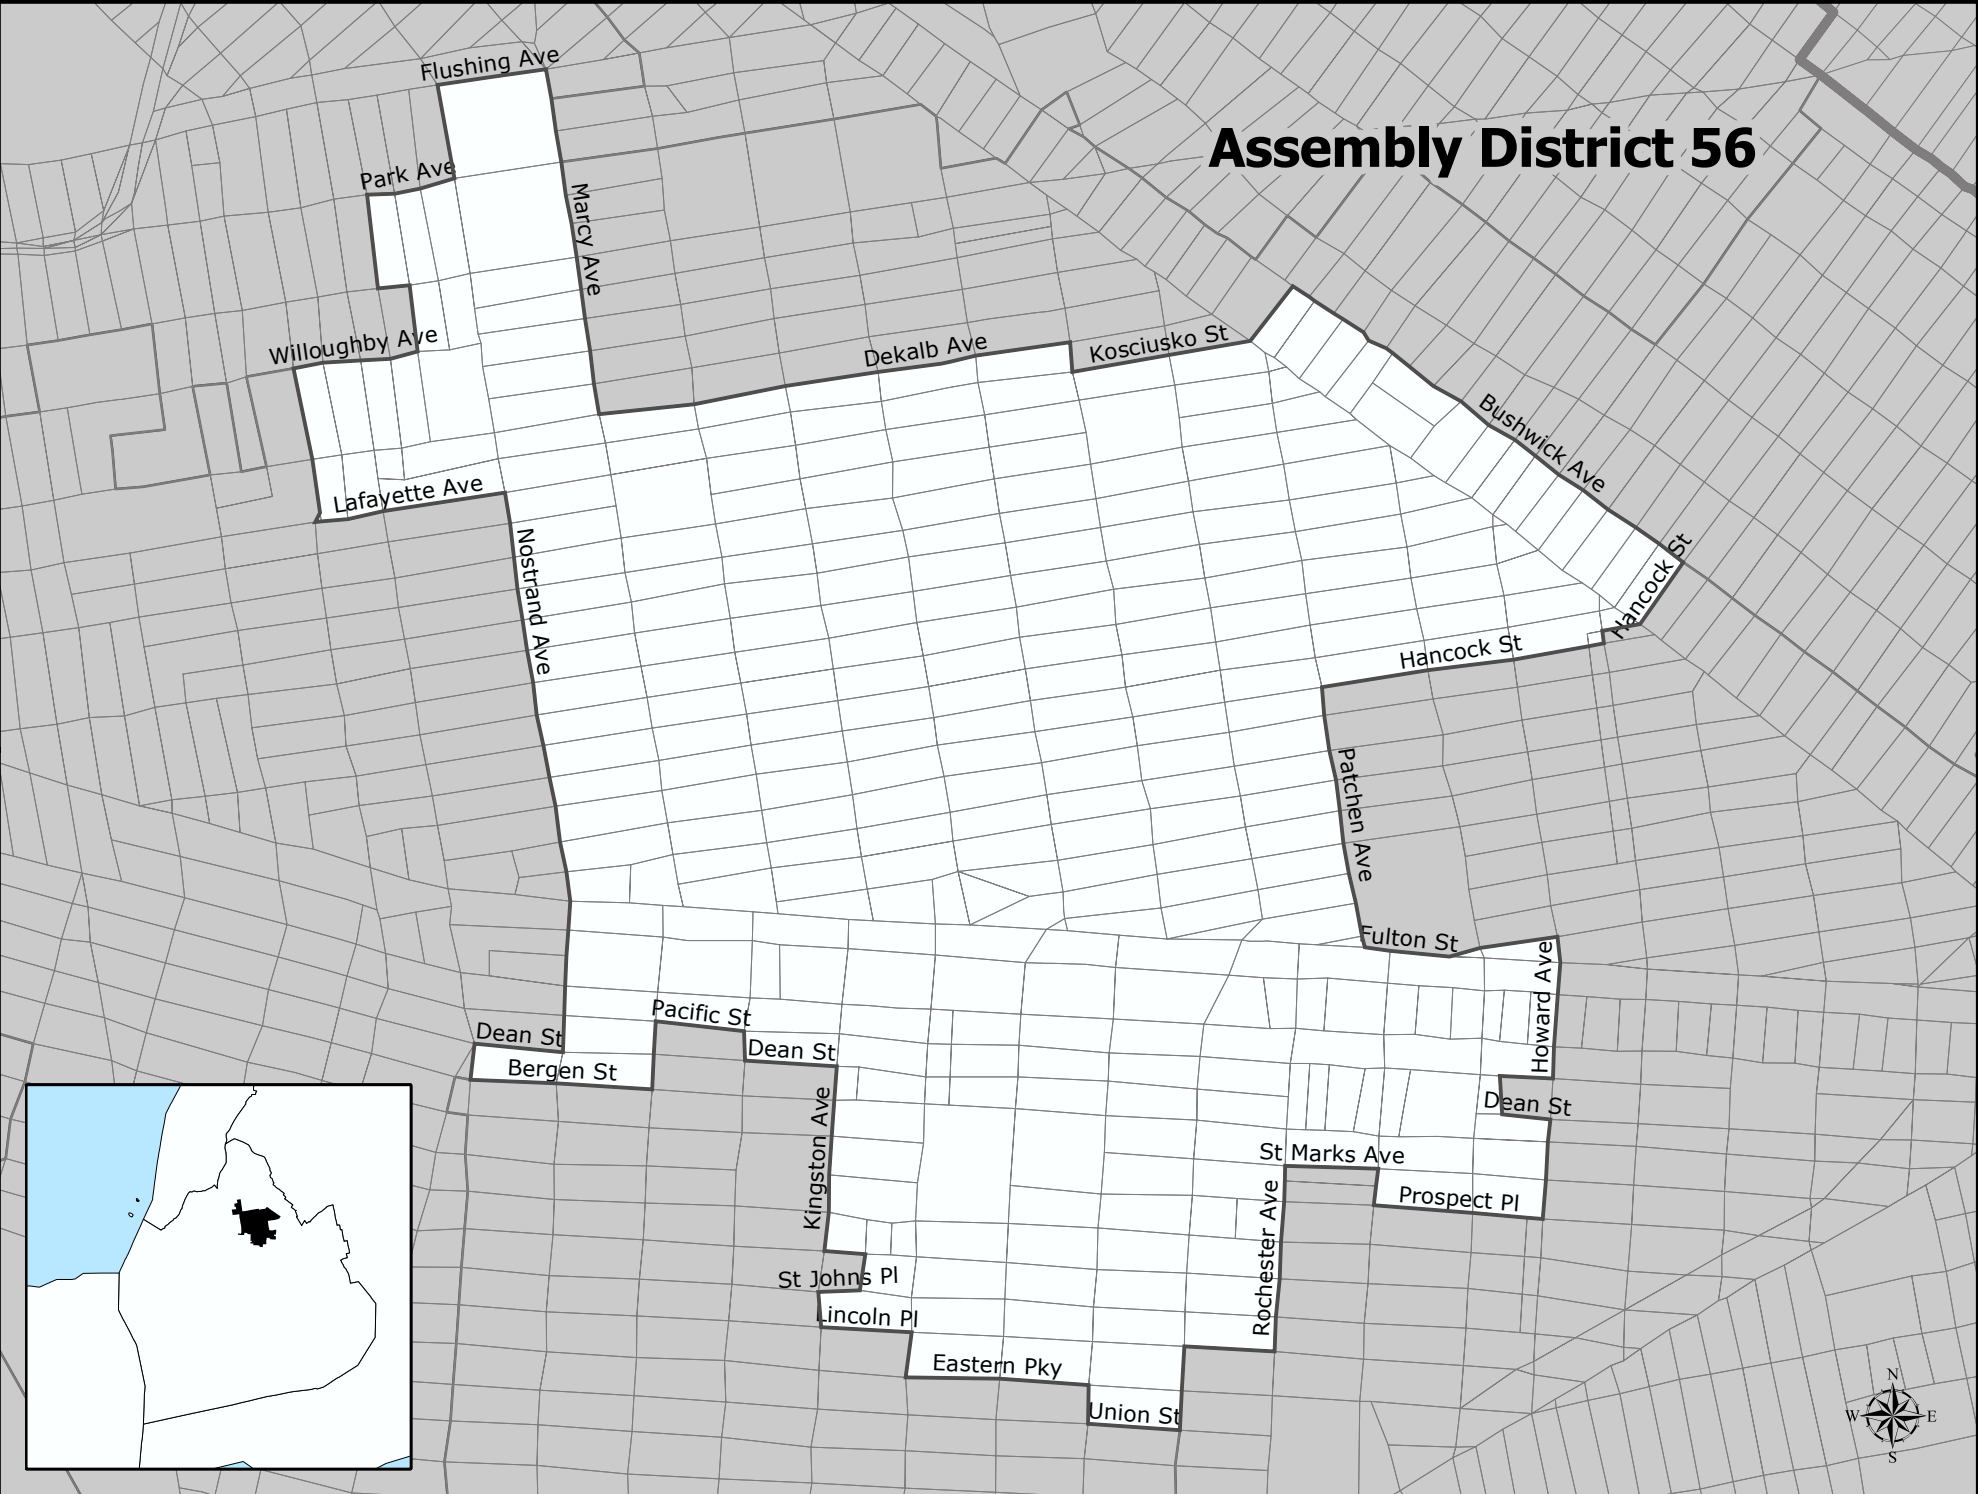 Flushing Ave
Assembly District 56
Park Ave
Marcy Ave
Willoughby Ave
Dekalb Ave
Kosciusko St
Bushwick Ave
Lafayette Ave
Nostrand Ave
Hancock St
Hancock St
Patchen Ave
Fulton St
Howard Ave
Pacific St
Dean St
Dean St
Bergen St
Kingston Ave
Dean St
St Marks Ave
Prospect Pl
Rochester Ave
St Johns Pl
Lincoln Pl
Eastern Pky
Union St
N
W E
S